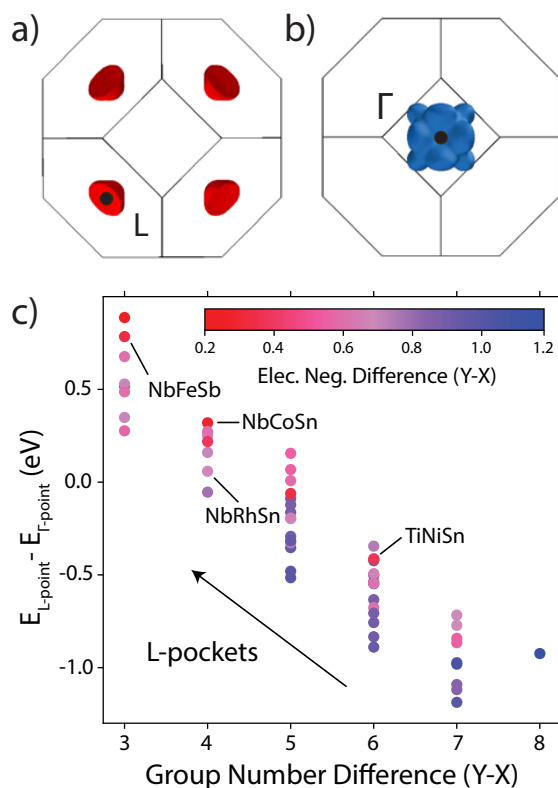 a)
b)
L
Γ
c)
0.2 0.4 0.6 0.8 1.0 1.2
Elec. Neg. Difference (Y-X)
NbFeSb
NbCoSn
NbRhSn
TiNiSn
L-pockets
0.5
0.0
-0.5
-1.0
E L-point - E Γ-point (eV)
3 4 5 6 7 8
Group Number Difference (Y-X)